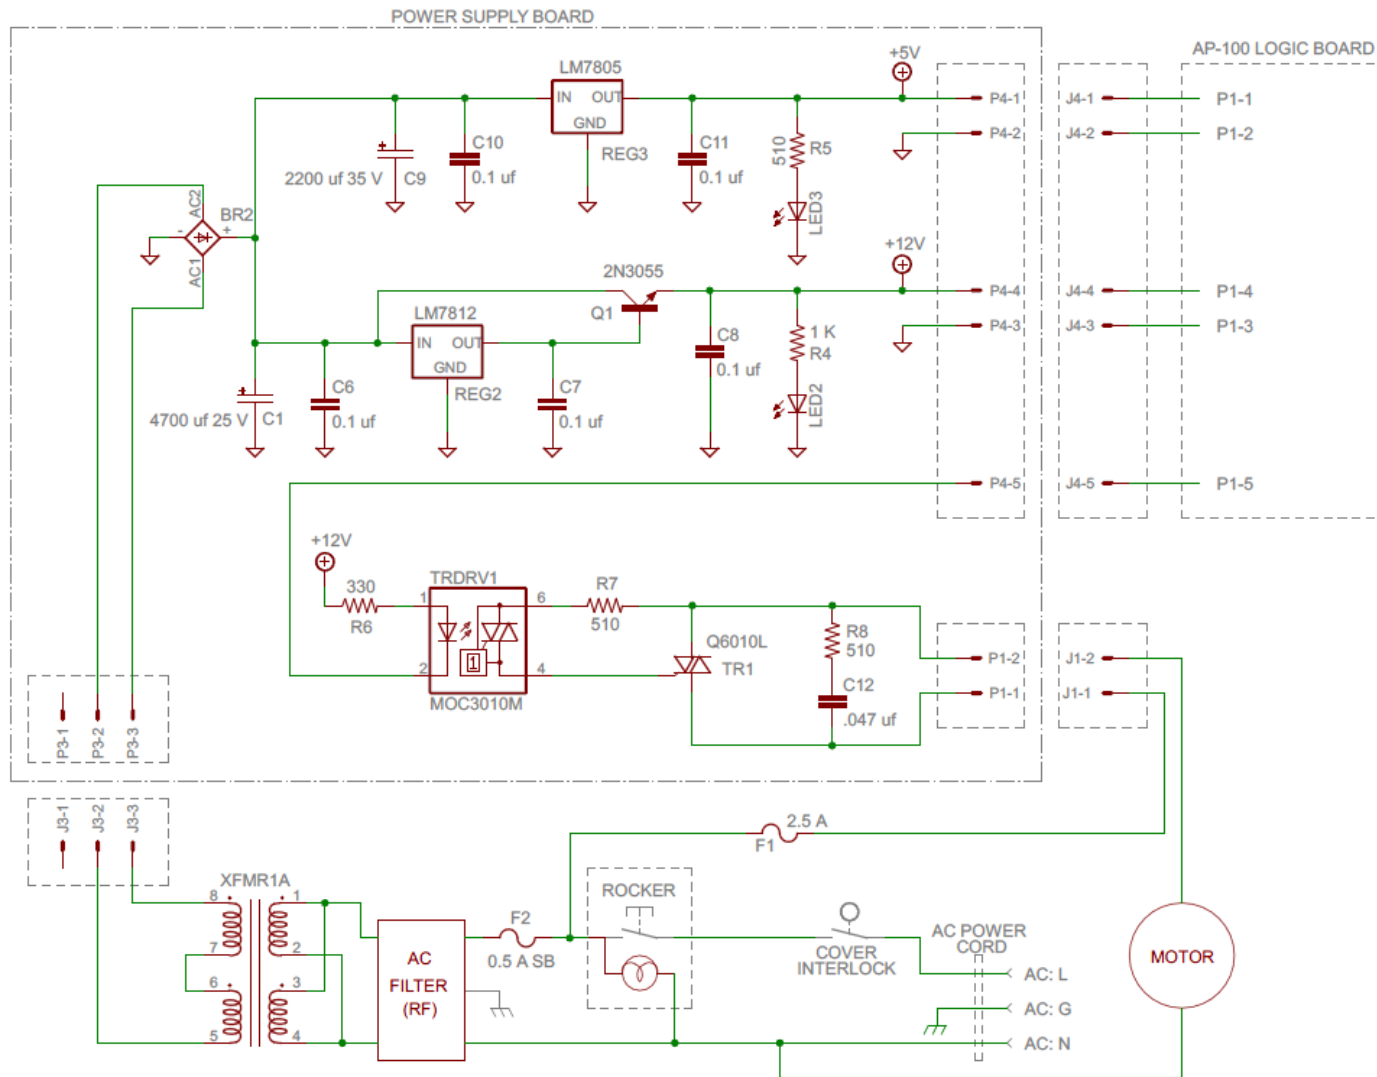 POWER SUPPLY BOARD
AP-100 LOGIC BOARD
+5V
LM7805
IN OUT
GND
REG3
C10
0.1 uf
2200 uf 35 V C9
C11
0.1 uf
510
R5
LED3
P4-1
J4-1
P1-1
P4-2
J4-2
P1-2
AC2
BR2
- +
AC1
+12V
2N3055
Q1
LM7812
IN OUT
GND
REG2
C8
0.1 uf
1 K
R4
LED2
P4-4
J4-4
P1-4
P4-3
J4-3
P1-3
4700 uf 25 V C1
C6
0.1 uf
C7
0.1 uf
P4-5
J4-5
P1-5
+12V
330
R6
TRDRV1
1
2
6
4
1
MOC3010M
R7
510
Q6010L
TR1
R8
510
C12
.047 uf
P1-2
J1-2
P1-1
J1-1
P3-1
P3-2
P3-3
J3-1
J3-2
J3-3
2.5 A
F1
XFMR1A
8 1
7 2
6 3
5 4
AC
FILTER
(RF)
F2
0.5 A SB
ROCKER
COVER
INTERLOCK
AC POWER
CORD
AC: L
AC: G
AC: N
MOTOR